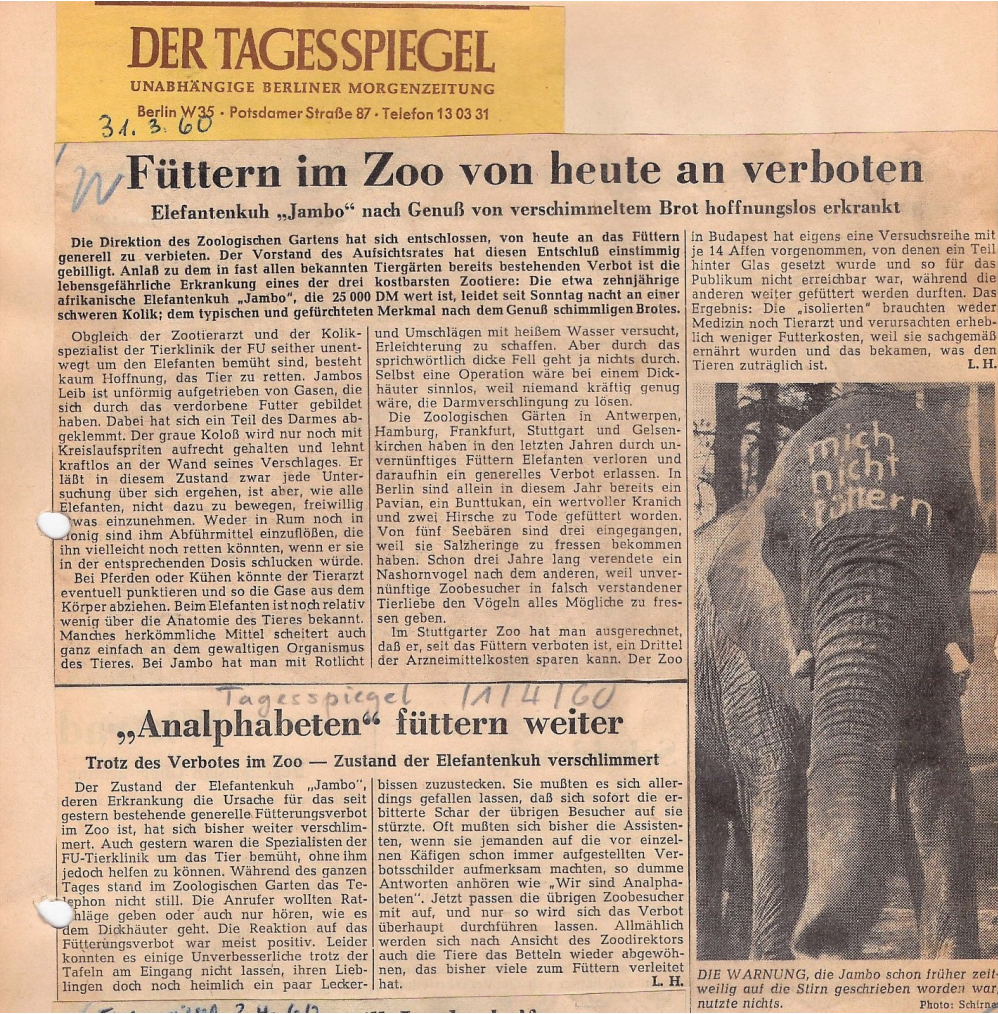 DER TAGESSPIEGEL
UNABHÄNGIGE BERLINER MORGENZEITUNG
Berlin W35 · Potsdamer Straße 87 · Telefon 13 03 31
31. 3. 60
Füttern im Zoo von heute an verboten
Elefantenkuh „Jambo“ nach Genuß von verschimmeltem Brot hoffnungslos erkrankt
Die Direktion des Zoologischen Gartens hat sich entschlossen, von heute an das Füttern
generell zu verbieten. Der Vorstand des Aufsichtsrates hat diesen Entschluß einstimmig
gebilligt. Anlaß zu dem in fast allen bekannten Tiergärten bereits bestehenden Verbot ist die
lebensgefährliche Erkrankung eines der drei kostbarsten Zootiere: Die etwa zehnjährige
afrikanische Elefantenkuh „Jambo“, die 25 000 DM wert ist, leidet seit Sonntag nacht an einer
schweren Kolik; dem typischen und gefürchteten Merkmal nach dem Genuß schimmligen Brotes.
Obgleich der Zootierarzt und der Kolik-
spezialist der Tierklinik der FU seither unent-
wegt um den Elefanten bemüht sind, besteht
kaum Hoffnung, das Tier zu retten. Jambos
Leib ist unförmig aufgetrieben von Gasen, die
sich durch das verdorbene Futter gebildet
haben. Dabei hat sich ein Teil des Darmes ab-
geklemmt. Der graue Koloß wird nur noch mit
Kreislaufspriten aufrecht gehalten und lehnt
kraftlos an der Wand seines Verschlages. Er
läßt in diesem Zustand zwar jede Unter-
suchung über sich ergehen, ist aber, wie alle
Elefanten, nicht dazu zu bewegen, freiwillig
was einzunehmen. Weder in Rum noch in
Honig sind ihm Abführmittel einzuflößen, die
ihn vielleicht noch retten könnten, wenn er sie
in der entsprechenden Dosis schlucken würde.
Bei Pferden oder Kühen könnte der Tierarzt
eventuell punktieren und so die Gase aus dem
Körper abziehen. Beim Elefanten ist noch relativ
wenig über die Anatomie des Tieres bekannt.
Manches herkömmliche Mittel scheitert auch
ganz einfach an dem gewaltigen Organismus
des Tieres. Bei Jambo hat man mit Rotlicht
und Umschlägen mit heißem Wasser versucht,
Erleichterung zu schaffen. Aber durch das
sprichwörtlich dicke Fell geht ja nichts durch.
Selbst eine Operation wäre bei einem Dick-
häuter sinnlos, weil niemand kräftig genug
wäre, die Darmverschlingung zu lösen.
Die Zoologischen Gärten in Antwerpen,
Hamburg, Frankfurt, Stuttgart und Gelsen-
kirchen haben in den letzten Jahren durch un-
vernünftiges Füttern Elefanten verloren und
daraufhin ein generelles Verbot erlassen. In
Berlin sind allein in diesem Jahr bereits ein
Pavian, ein Bunttukan, ein wertvoller Kranich
und zwei Hirsche zu Tode gefüttert worden.
Von fünf Seebären sind drei eingegangen,
weil sie Salzheringe zu fressen bekommen
haben. Schon drei Jahre lang verendete ein
Nashornvogel nach dem anderen, weil unver-
nünftige Zoobesucher in falsch verstandener
Tierliebe den Vögeln alles Mögliche zu fres-
sen geben.
Im Stuttgarter Zoo hat man ausgerechnet,
daß er, seit das Füttern verboten ist, ein Drittel
der Arzneimittelkosten sparen kann. Der Zoo
in Budapest hat eigens eine Versuchsreihe mit
je 14 Affen vorgenommen, von denen ein Teil
hinter Glas gesetzt wurde und so für das
Publikum nicht erreichbar war, während die
anderen weiter gefüttert werden durften. Das
Ergebnis: Die „isolierten“ brauchten weder
Medizin noch Tierarzt und verursachten erheb-
lich weniger Futterkosten, weil sie sachgemäß
ernährt wurden und das bekamen, was den
Tieren zuträglich ist. L. H.
mich
nicht
füttern
DIE WARNUNG, die Jambo schon früher zeit-
weilig auf die Stirn geschrieben worden war,
nutzte nichts. Photo: Schirner
Tagesspiegel /1/4/60
„Analphabeten“ füttern weiter
Trotz des Verbotes im Zoo — Zustand der Elefantenkuh verschlimmert
Der Zustand der Elefantenkuh „Jambo“,
deren Erkrankung die Ursache für das seit
gestern bestehende generelle Fütterungsverbot
im Zoo ist, hat sich bisher weiter verschlim-
mert. Auch gestern waren die Spezialisten der
FU-Tierklinik um das Tier bemüht, ohne ihm
jedoch helfen zu können. Während des ganzen
Tages stand im Zoologischen Garten das Te-
lephon nicht still. Die Anrufer wollten Rat-
schläge geben oder auch nur hören, wie es
dem Dickhäuter geht. Die Reaktion auf das
Fütterungsverbot war meist positiv. Leider
konnten es einige Unverbesserliche trotz der
Tafeln am Eingang nicht lassen, ihren Lieb-
lingen doch noch heimlich ein paar Lecker-
bissen zuzustecken. Sie mußten es sich aller-
dings gefallen lassen, daß sich sofort die er-
bitterte Schar der übrigen Besucher auf sie
stürzte. Oft mußten sich bisher die Assisten-
ten, wenn sie jemanden auf die vor einzel-
nen Käfigen schon immer aufgestellten Ver-
botsschilder aufmerksam machten, so dumme
Antworten anhören wie „Wir sind Analpha-
beten“. Jetzt passen die übrigen Zoobesucher
mit auf, und nur so wird sich das Verbot
überhaupt durchführen lassen. Allmählich
werden sich nach Ansicht des Zoodirektors
auch die Tiere das Betteln wieder abgewöh-
nen, das bisher viele zum Füttern verleitet
hat. L. H.